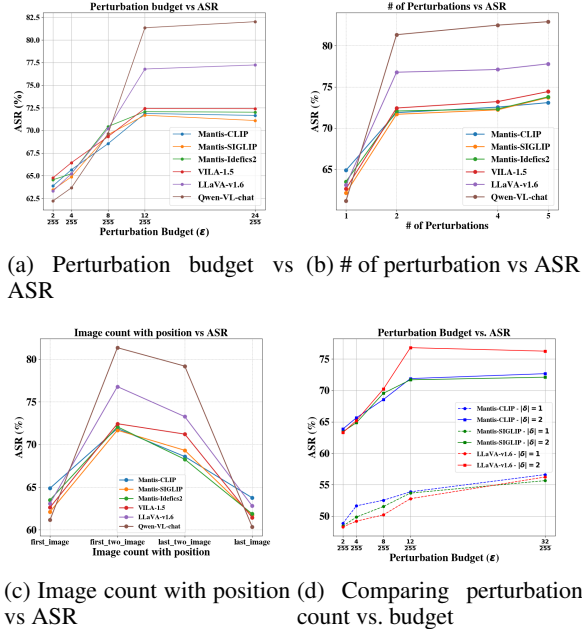 Perturbation budget vs ASR
ASR (%)
82.5
80.0
77.5
75.0
72.5
70.0
67.5
65.0
62.5
Mantis-CLIP
Mantis-SIGLIP
Mantis-Idefics2
VILA-1.5
LLaVA-v1.6
Qwen-VL-chat
2/255 4/255 8/255 12/255 24/255
Perturbation Budget (ε)
(a) Perturbation budget vs
ASR
# of Perturbations vs ASR
ASR (%)
80
75
70
65
Mantis-CLIP
Mantis-SIGLIP
Mantis-Idefics2
VILA-1.5
LLaVA-v1.6
Qwen-VL-chat
1 2 4 5
# of Perturbations
(b) # of perturbation vs ASR
Image count with position vs ASR
ASR (%)
80
75
70
65
60
Mantis-CLIP
Mantis-SIGLIP
Mantis-Idefics2
VILA-1.5
LLaVA-v1.6
Qwen-VL-chat
first_image first_two_image last_two_image last_image
Image count with position
(c) Image count with position
vs ASR
Perturbation Budget vs. ASR
ASR (%)
75
70
65
60
55
50
Mantis-CLIP - |δ| = 1
Mantis-CLIP - |δ| = 2
Mantis-SIGLIP - |δ| = 1
Mantis-SIGLIP - |δ| = 2
LLaVA-v1.6 - |δ| = 1
LLaVA-v1.6 - |δ| = 2
2/255 4/255 8/255 12/255 32/255
Perturbation Budget (ε)
(d) Comparing perturbation
count vs. budget